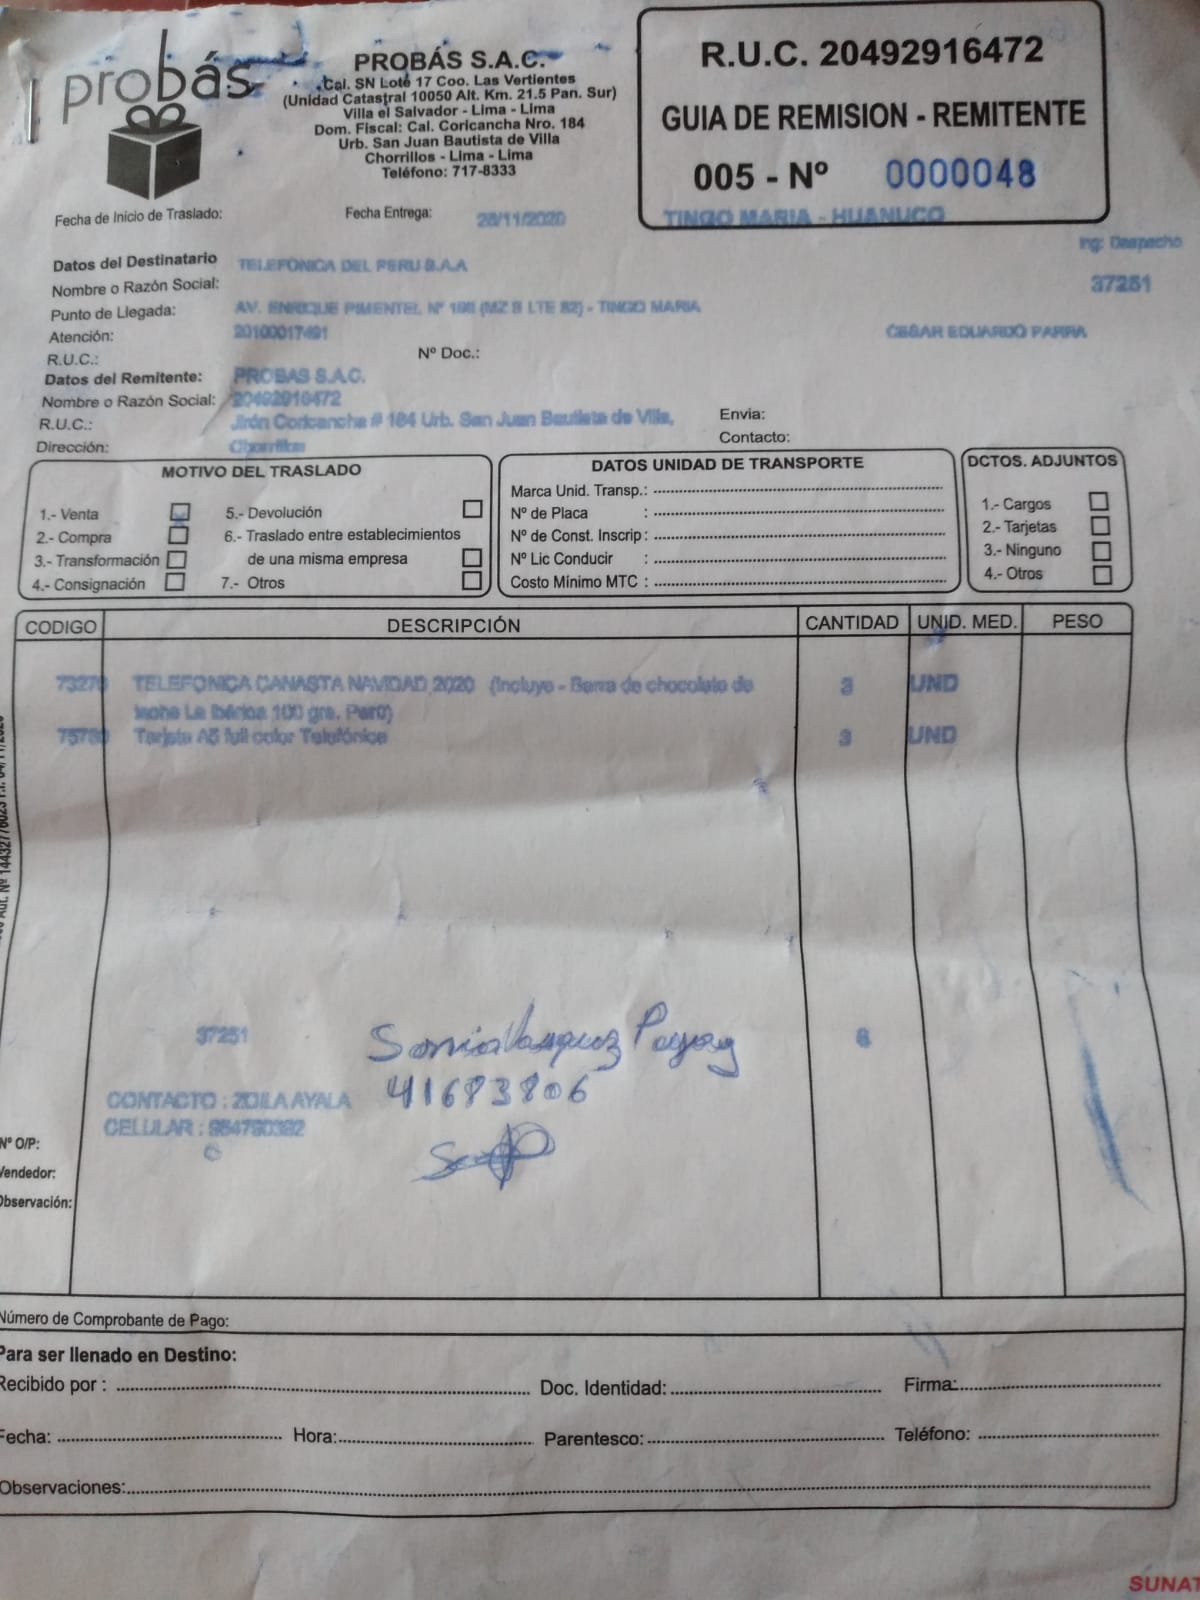 probás
PROBÁS S.A.C.
Cal. SN Lote 17 Coo. Las Vertientes
(Unidad Catastral 10050 Alt. Km. 21.5 Pan. Sur)
Villa el Salvador - Lima - Lima
Dom. Fiscal: Cal. Coricancha Nro. 184
Urb. San Juan Bautista de Villa
Chorrillos - Lima - Lima
Teléfono: 717-8333
R.U.C. 20492916472
GUIA DE REMISION - REMITENTE
005 - Nº 0000048
TINGO MARIA - HUANUCO
Fecha de Inicio de Traslado:
Fecha Entrega: 28/11/2020
Ing: Despacho
37251
Datos del Destinatario
Nombre o Razón Social: TELEFONICA DEL PERU S.A.A
Punto de Llegada: AV. ENRIQUE PIMENTEL Nº (MZ B LTE 82) - TINGO MARIA
Atención: CESAR EDUARDO PARRA
R.U.C.: 20100017491 Nº Doc.:
Datos del Remitente:
Nombre o Razón Social: PROBAS S.A.C.
R.U.C.: 20492916472 Envia:
Dirección: Jirón Coricancha # 184 Urb. San Juan Bautista de Villa, Contacto:
Chorrillos
MOTIVO DEL TRASLADO
1.- Venta 5.- Devolución
2.- Compra 6.- Traslado entre establecimientos
3.- Transformación de una misma empresa
4.- Consignación 7.- Otros
DATOS UNIDAD DE TRANSPORTE
Marca Unid. Transp.:
Nº de Placa :
Nº de Const. Inscrip :
Nº Lic Conducir :
Costo Mínimo MTC :
DCTOS. ADJUNTOS
1.- Cargos
2.- Tarjetas
3.- Ninguno
4.- Otros
CODIGO DESCRIPCIÓN CANTIDAD UNID. MED. PESO
73270 TELEFONICA CANASTA NAVIDAD 2020 (Incluye - Barra de chocolate de 3 UND
leche La Ibérica 100 grs. Perú)
75780 Tarjeta A5 full color Telefónica 3 UND
37251 Sonia Vasquez 6
41683806
CONTACTO : ZOILA AYALA
CELULAR :
Nº O/P:
Vendedor:
Observación:
Número de Comprobante de Pago:
Para ser llenado en Destino:
Recibido por : Doc. Identidad: Firma:
Fecha: Hora: Parentesco: Teléfono:
Observaciones:
SUNAT